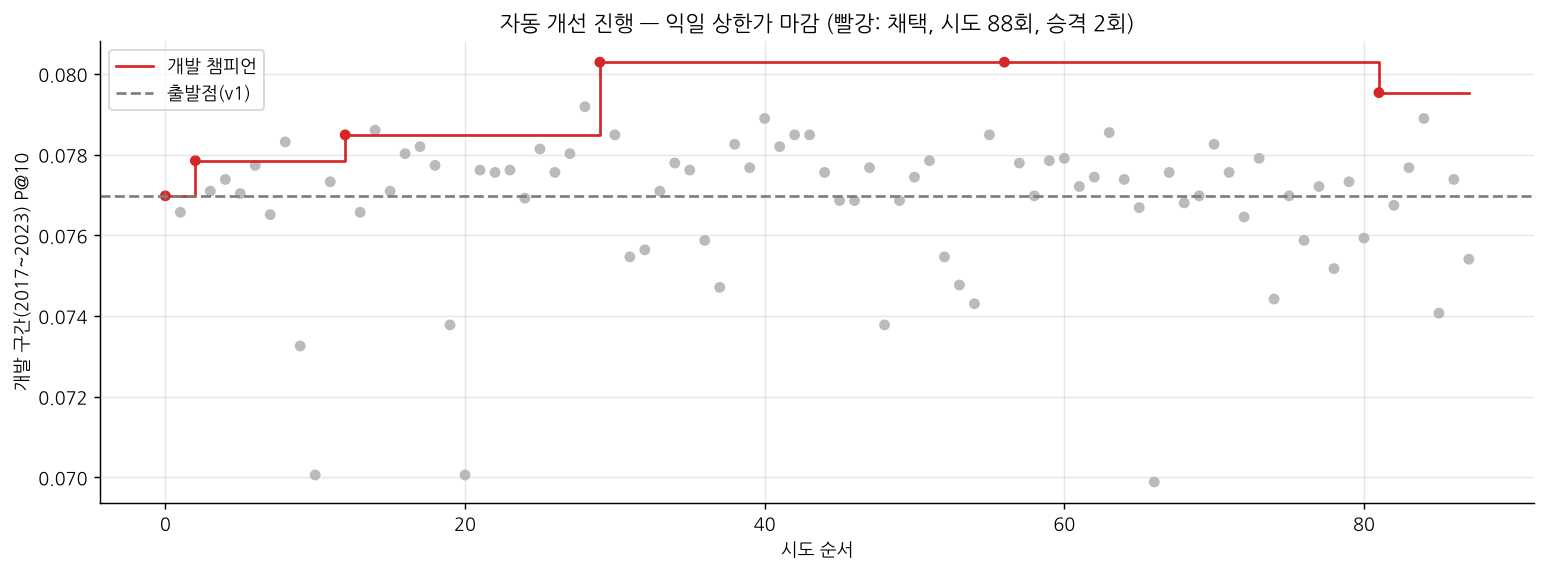 자동 개선 진행 — 익일 상한가 마감 (빨강: 채택, 시도 88회, 승격 2회)
개발 챔피언
출발점(v1)
개발 구간(2017~2023) P@10
0.080
0.078
0.076
0.074
0.072
0.070
0
20
40
60
80
시도 순서